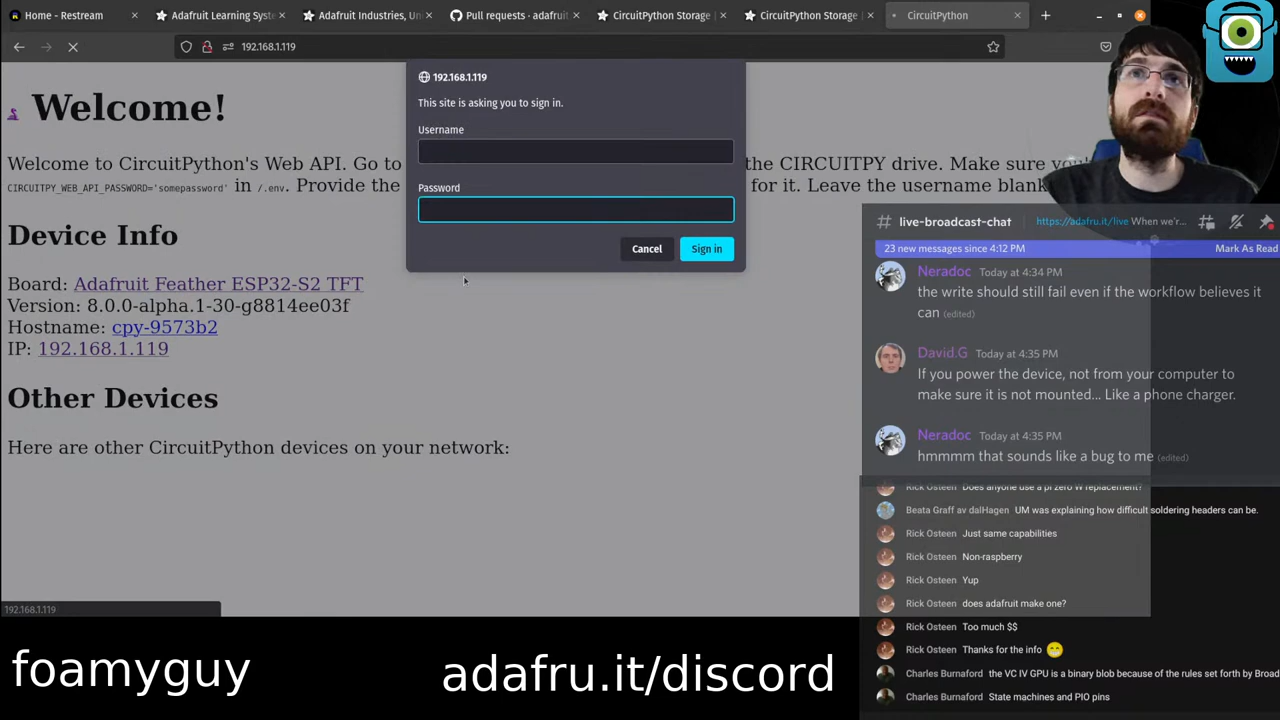 Home - Restream
Adafruit Learning Syste
Adafruit Industries, Uni
Pull requests · adafruit
CircuitPython Storage |
CircuitPython Storage |
CircuitPython
192.168.1.119
Welcome!
Welcome to CircuitPython's Web API. Go to
the CIRCUITPY drive. Make sure you
CIRCUITPY_WEB_API_PASSWORD='somepassword' in /.env. Provide the
for it. Leave the username blank
192.168.1.119
This site is asking you to sign in.
Username
Password
Cancel
Sign in
Device Info
Board: Adafruit Feather ESP32-S2 TFT
Version: 8.0.0-alpha.1-30-g8814ee03f
Hostname: cpy-9573b2
IP: 192.168.1.119
Other Devices
Here are other CircuitPython devices on your network:
192.168.1.119
# live-broadcast-chat
https://adafru.it/live When we'r...
23 new messages since 4:12 PM
Mark As Read
Neradoc Today at 4:34 PM
the write should still fail even if the workflow believes it
can (edited)
David.G Today at 4:35 PM
If you power the device, not from your computer to
make sure it is not mounted... Like a phone charger.
Neradoc Today at 4:35 PM
hmmmm that sounds like a bug to me (edited)
Rick Osteen Does anyone use a pi zero W replacement?
Beata Graff av dalHagen UM was explaining how difficult soldering headers can be.
Rick Osteen Just same capabilities
Rick Osteen Non-raspberry
Rick Osteen Yup
Rick Osteen does adafruit make one?
Rick Osteen Too much $$
Rick Osteen Thanks for the info
Charles Burnaford the VC IV GPU is a binary blob because of the rules set forth by Broad
Charles Burnaford State machines and PIO pins
foamyguy
adafru.it/discord